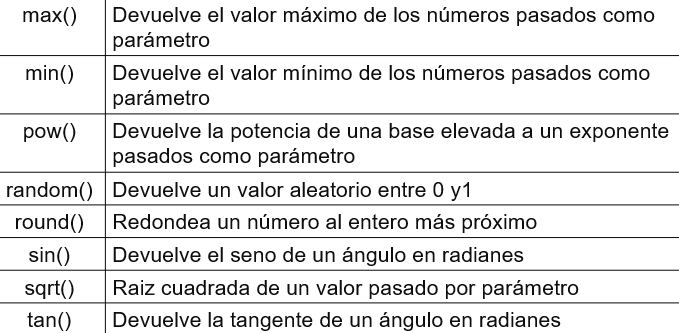 max() Devuelve el valor máximo de los números pasados como
parámetro
min() Devuelve el valor mínimo de los números pasados como
parámetro
pow() Devuelve la potencia de una base elevada a un exponente
pasados como parámetro
random() Devuelve un valor aleatorio entre 0 y1
round() Redondea un número al entero más próximo
sin() Devuelve el seno de un ángulo en radianes
sqrt() Raiz cuadrada de un valor pasado por parámetro
tan() Devuelve la tangente de un ángulo en radianes